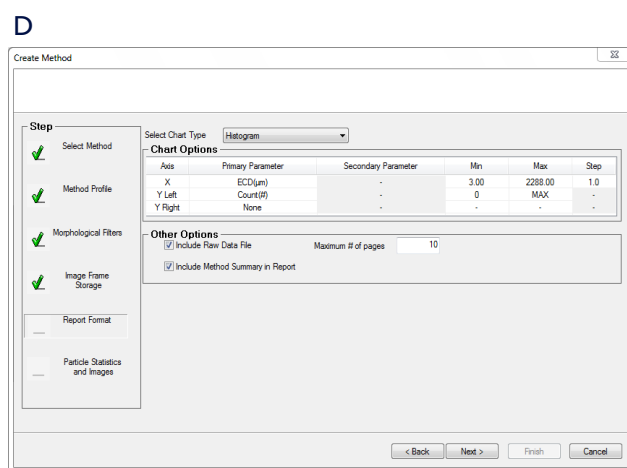 D
Create Method
Step
Select Method
Method Profile
Morphological Filters
Image Frame
Storage
Report Format
Particle Statistics
and Images
Select Chart Type Histogram
Chart Options
Axis Primary Parameter Secondary Parameter Min Max Step
X ECD(µm) - 3.00 2288.00 1.0
Y Left Count(#) - 0 MAX -
Y Right None - - - -
Other Options
Include Raw Data File Maximum # of pages 10
Include Method Summary in Report
< Back Next > Finish Cancel